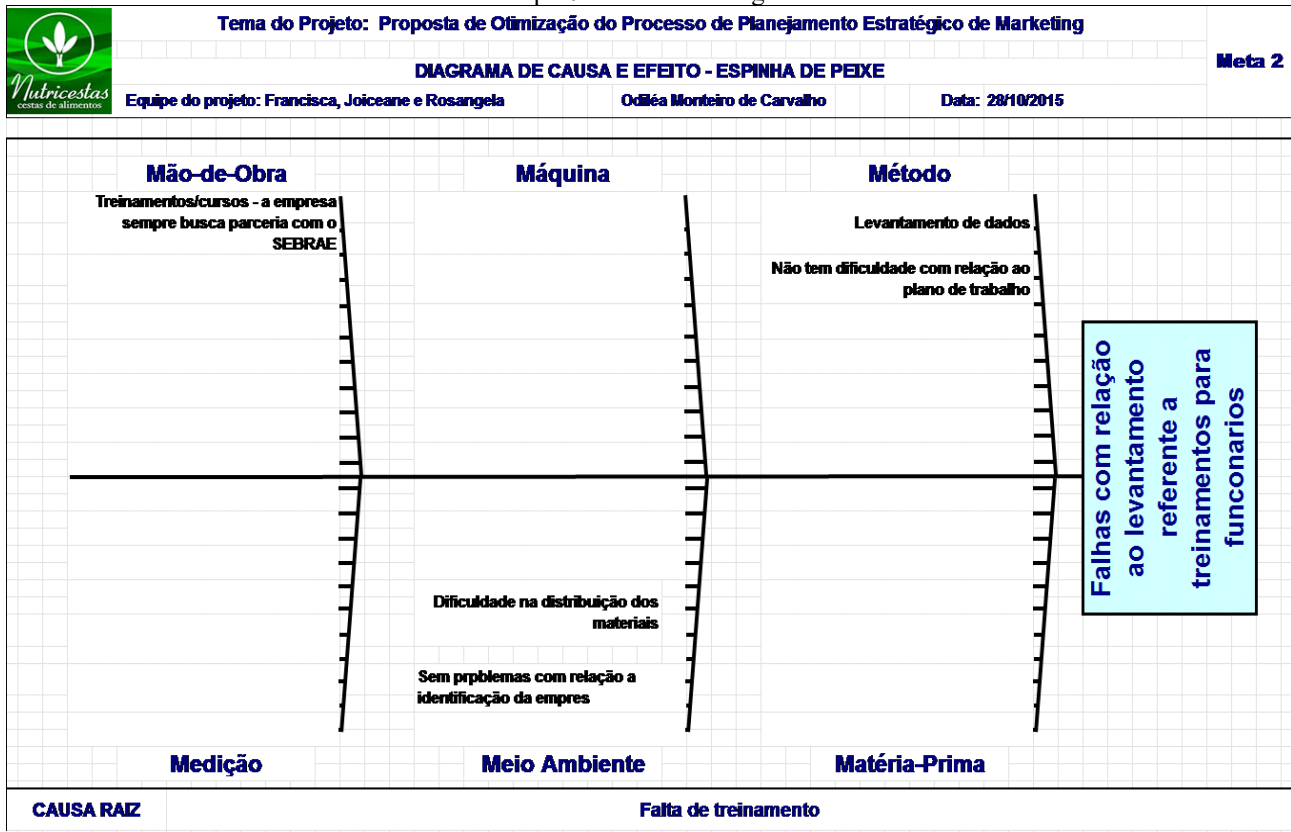 Tema do Projeto: Proposta de Otimização do Processo de Planejamento Estratégico de Marketing
Meta 2
DIAGRAMA DE CAUSA E EFEITO - ESPINHA DE PEIXE
Nutricestas
cestas de alimentos
Equipe do projeto: Francisca, Joiceane e Rosangela
Odiléa Monteiro de Carvalho
Data: 28/10/2015
Mão-de-Obra
Máquina
Método
Treinamentos/cursos - a empresa
sempre busca parceria com o
SEBRAE
Levantamento de dados
Não tem dificuldade com relação ao
plano de trabalho
Falhas com relação
ao levantamento
referente a
treinamentos para
funconarios
Dificuldade na distribuição dos
materiais
Sem prpblemas com relação a
identificação da empres
Medição
Meio Ambiente
Matéria-Prima
CAUSA RAIZ
Falta de treinamento